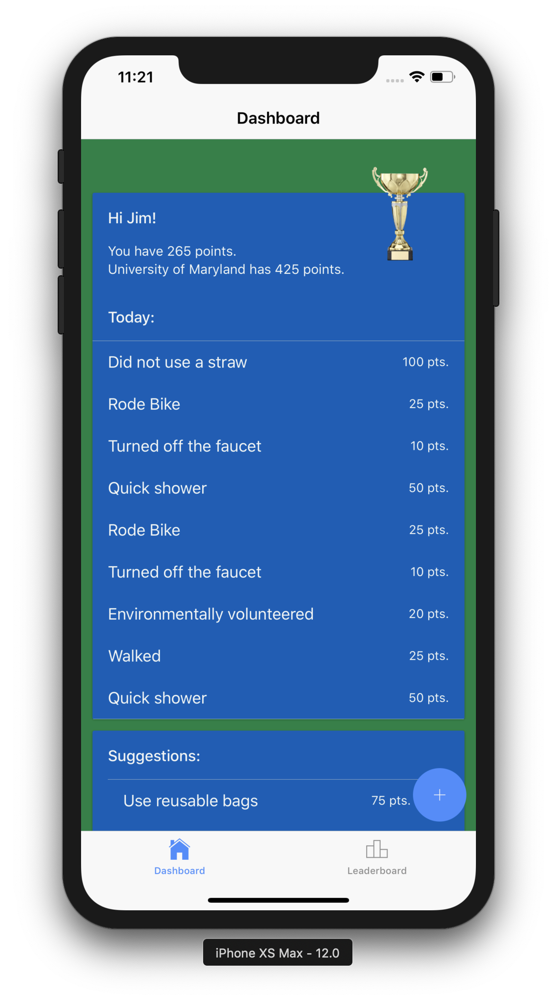 11:21
Dashboard
Hi Jim!
You have 265 points.
University of Maryland has 425 points.
Today:
Did not use a straw 100 pts.
Rode Bike 25 pts.
Turned off the faucet 10 pts.
Quick shower 50 pts.
Rode Bike 25 pts.
Turned off the faucet 10 pts.
Environmentally volunteered 20 pts.
Walked 25 pts.
Quick shower 50 pts.
Suggestions:
Use reusable bags 75 pts.
Dashboard Leaderboard
iPhone XS Max - 12.0